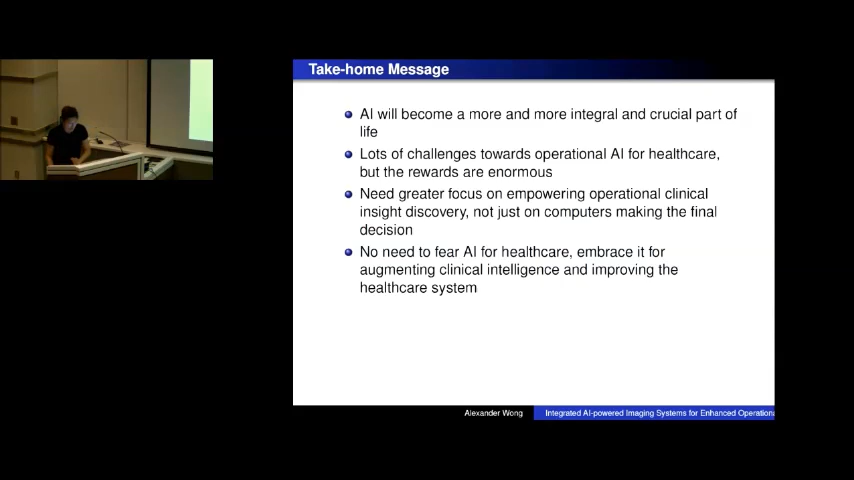 Take-home Message
AI will become a more and more integral and crucial part of
life
Lots of challenges towards operational AI for healthcare,
but the rewards are enormous
Need greater focus on empowering operational clinical
insight discovery, not just on computers making the final
decision
No need to fear AI for healthcare, embrace it for
augmenting clinical intelligence and improving the
healthcare system
Alexander Wong
Integrated AI-powered Imaging Systems for Enhanced Operationa